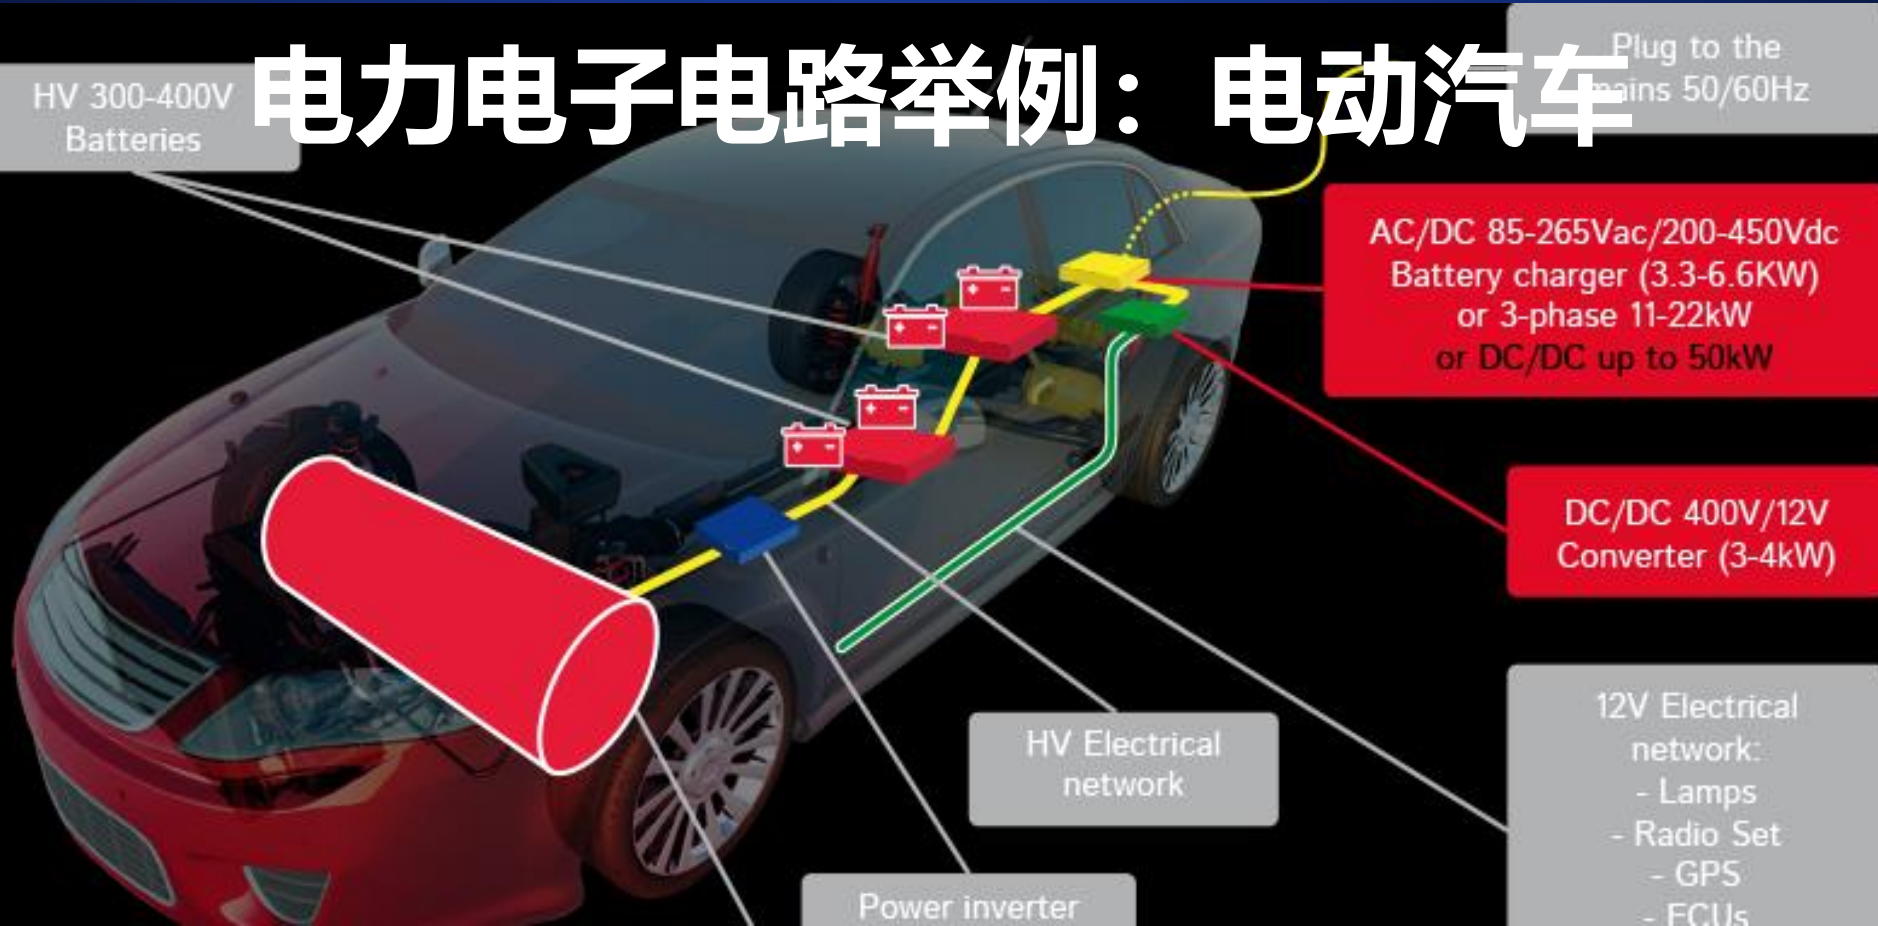 电力电子电路举例：电动汽车
HV 300-400V
Batteries
Plug to the
mains 50/60Hz
AC/DC 85-265Vac/200-450Vdc
Battery charger (3.3-6.6KW)
or 3-phase 11-22kW
or DC/DC up to 50kW
DC/DC 400V/12V
Converter (3-4kW)
12V Electrical
network:
- Lamps
- Radio Set
- GPS
- ECUs
HV Electrical
network
Power inverter